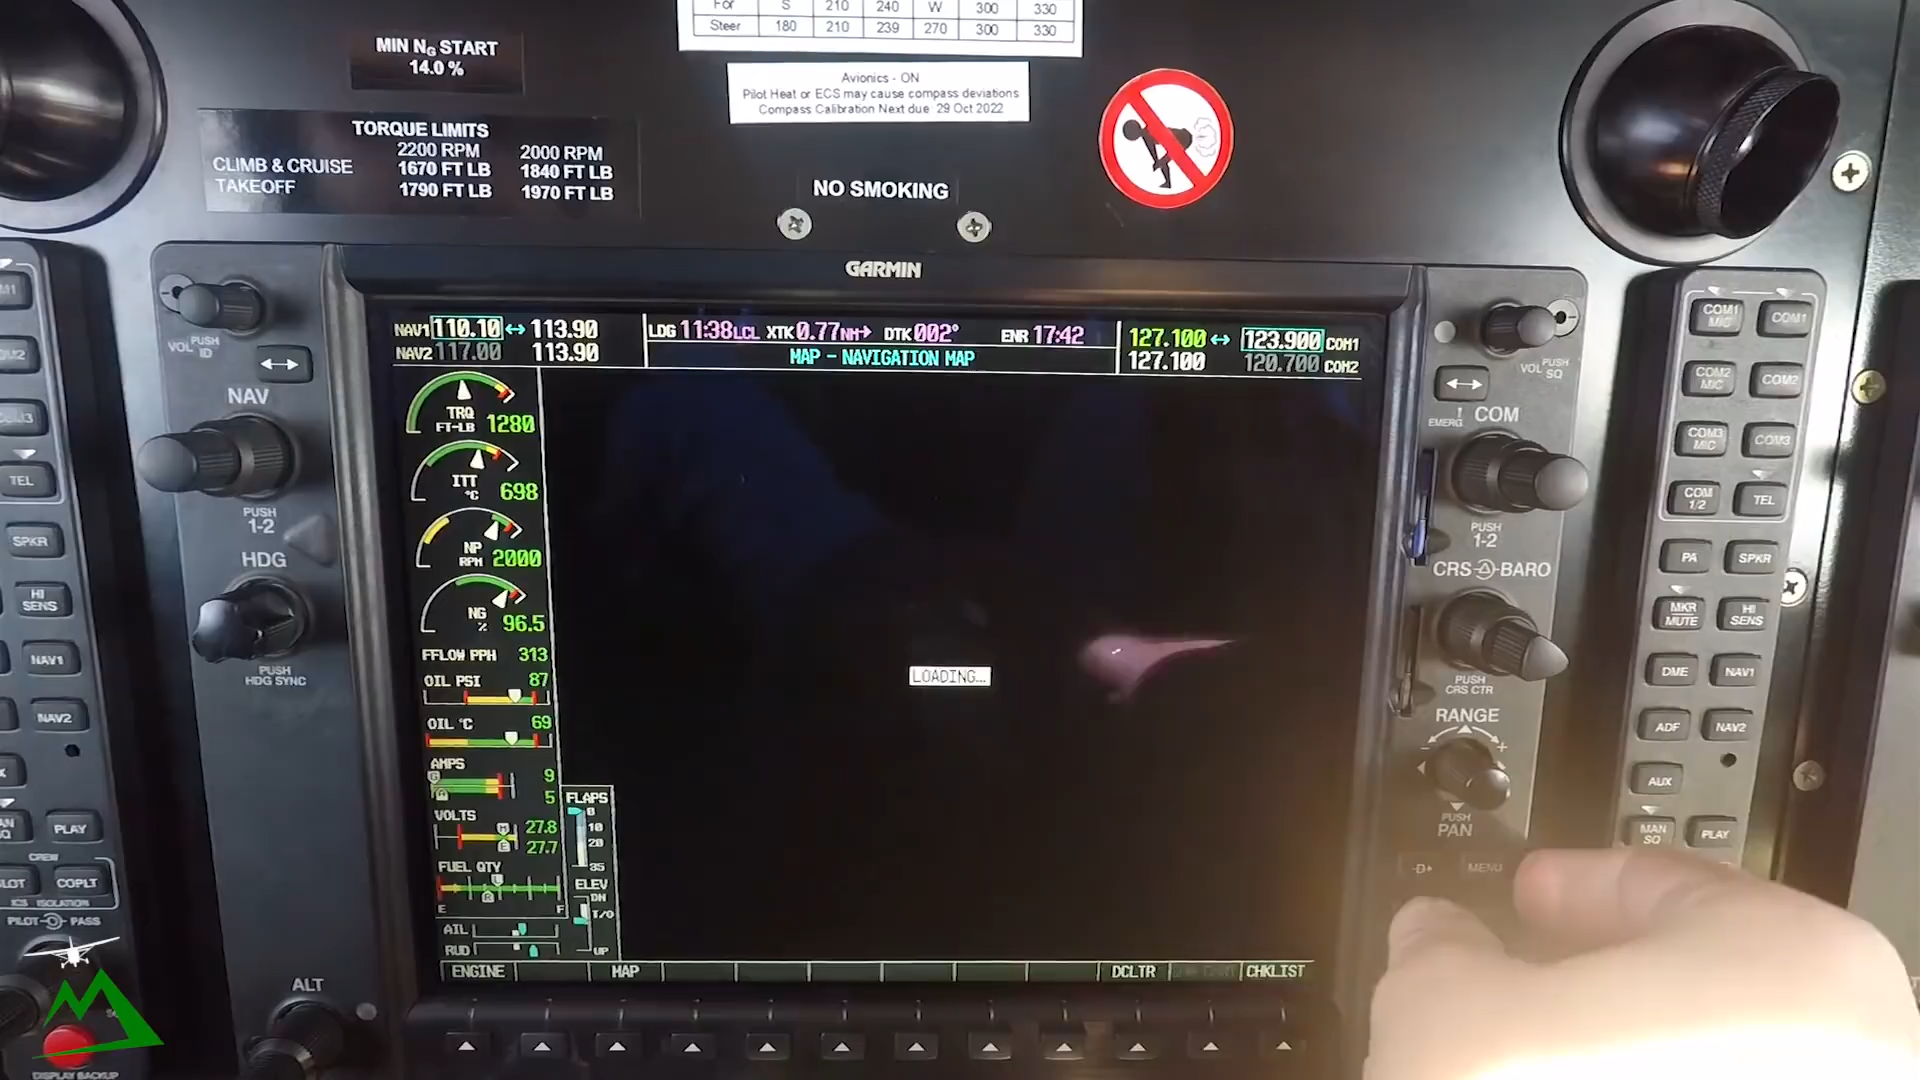 For S 210 240 W 300 330
Steer 180 210 239 270 300 330
MIN NG START
14.0 %
Avionics - ON
Pilot Heat or ECS may cause compass deviations
Compass Calibration Next due 29 Oct 2022
TORQUE LIMITS
2200 RPM 2000 RPM
CLIMB & CRUISE 1670 FT LB 1840 FT LB
TAKEOFF 1790 FT LB 1970 FT LB
NO SMOKING
GARMIN
NAV1 110.10 ↔ 113.90
NAV2 117.00 113.90
LDG 11:38LCL XTK 0.77NM→ DTK 002° ENR 17:42
MAP - NAVIGATION MAP
127.100 ↔ 123.900 COM1
127.100 120.700 COM2
TRQ
FT-LB 1280
ITT
°C 698
NP
RPM 2000
NG
% 96.5
FFLOW PPH 313
OIL PSI 87
OIL °C 69
AMPS
9
5
VOLTS
27.8
27.7
FUEL QTY
E F
AIL
RUD
FLAPS
0
10
20
35
ELEV
DN
T/O
UP
LOADING...
ENGINE MAP DCLTR CHKLIST
VOL PUSH ID
NAV
PUSH
1-2
HDG
PUSH
HDG SYNC
ALT
VOL PUSH SQ
EMERG COM
PUSH
1-2
CRS BARO
PUSH
CRS CTR
RANGE
- +
PUSH
PAN
D MENU
TEL
SPKR
HI
SENS
NAV1
NAV2
PLAY
CREW
COPLT
ICS ISOLATION
PILOT PASS
DISPLAY BACKUP
COM1
MIC
COM1
COM2
MIC
COM2
COM3
MIC
COM3
COM
1/2
TEL
PA
SPKR
MKR
MUTE
HI
SENS
DME
NAV1
ADF
NAV2
AUX
MAN
SQ
PLAY